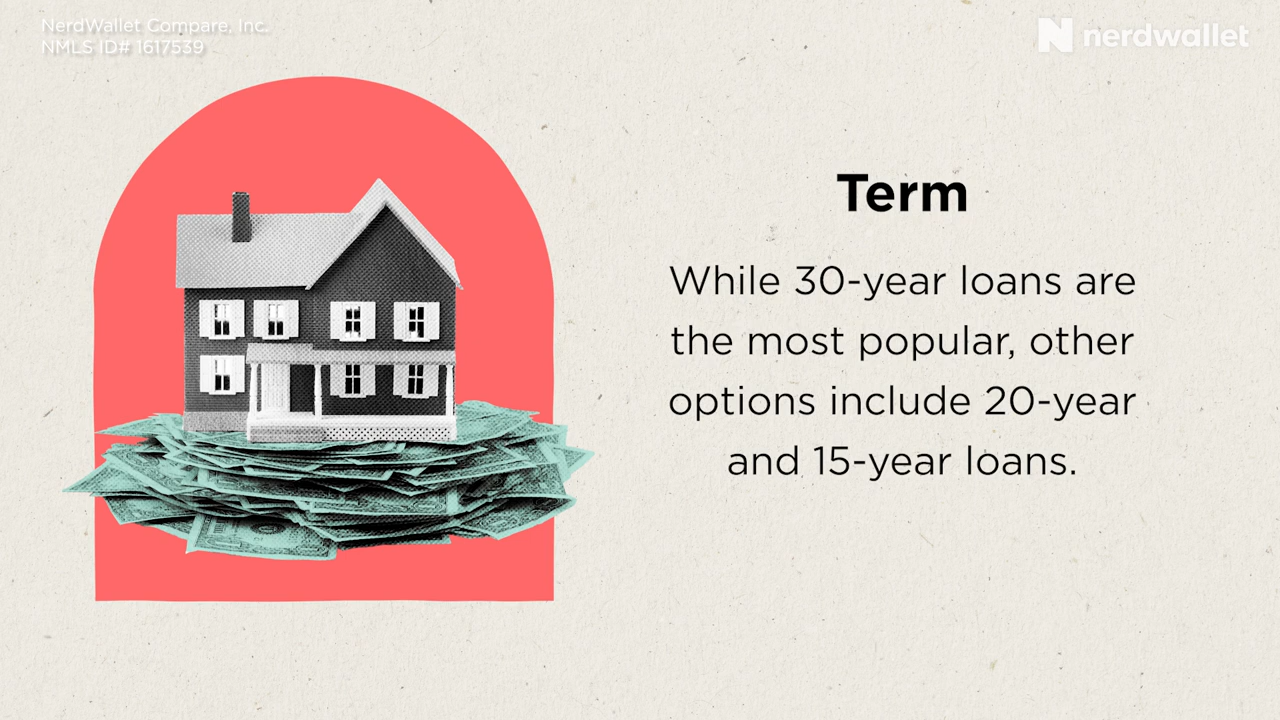 NerdWallet Compare, Inc.
NMLS ID# 1617539
nerdwallet
Term
While 30-year loans are
the most popular, other
options include 20-year
and 15-year loans.